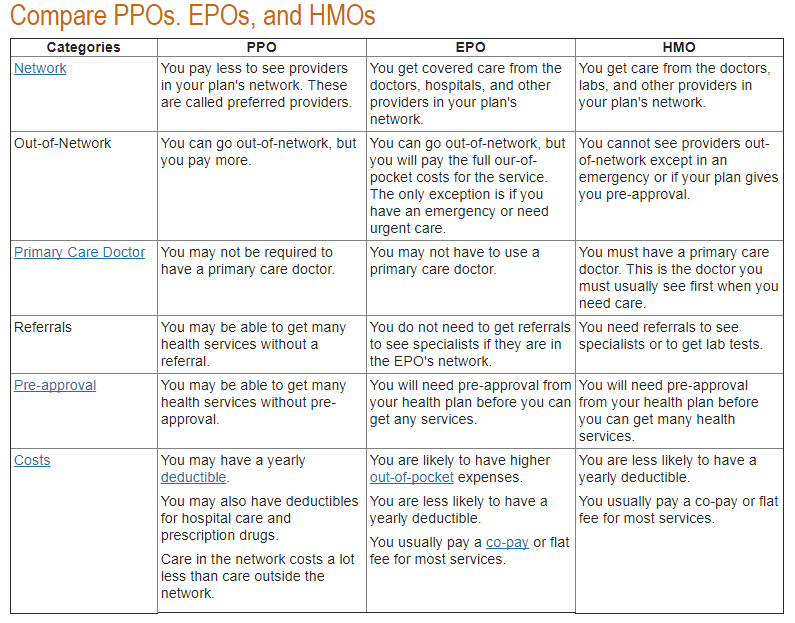 Compare PPOs. EPOs, and HMOs
Categories
PPO
EPO
HMO
Network
You pay less to see providers
in your plan's network. These
are called preferred providers.
You get covered care from the
doctors, hospitals, and other
providers in your plan's
network.
You get care from the doctors,
labs, and other providers in
your plan's network.
Out-of-Network
You can go out-of-network, but
you pay more.
You can go out-of-network, but
you will pay the full our-of-
pocket costs for the service.
The only exception is if you
have an emergency or need
urgent care.
You cannot see providers out-
of-network except in an
emergency or if your plan gives
you pre-approval.
Primary Care Doctor
You may not be required to
have a primary care doctor.
You may not have to use a
primary care doctor.
You must have a primary care
doctor. This is the doctor you
must usually see first when you
need care.
Referrals
You may be able to get many
health services without a
referral.
You do not need to get referrals
to see specialists if they are in
the EPO's network.
You need referrals to see
specialists or to get lab tests.
Pre-approval
You may be able to get many
health services without pre-
approval.
You will need pre-approval from
your health plan before you can
get any services.
You will need pre-approval
from your health plan before
you can get many health
services.
Costs
You may have a yearly
deductible.
You may also have deductibles
for hospital care and
prescription drugs.
Care in the network costs a lot
less than care outside the
network.
You are likely to have higher
out-of-pocket expenses.
You are less likely to have a
yearly deductible.
You usually pay a co-pay or flat
fee for most services.
You are less likely to have a
yearly deductible.
You usually pay a co-pay or flat
fee for most services.